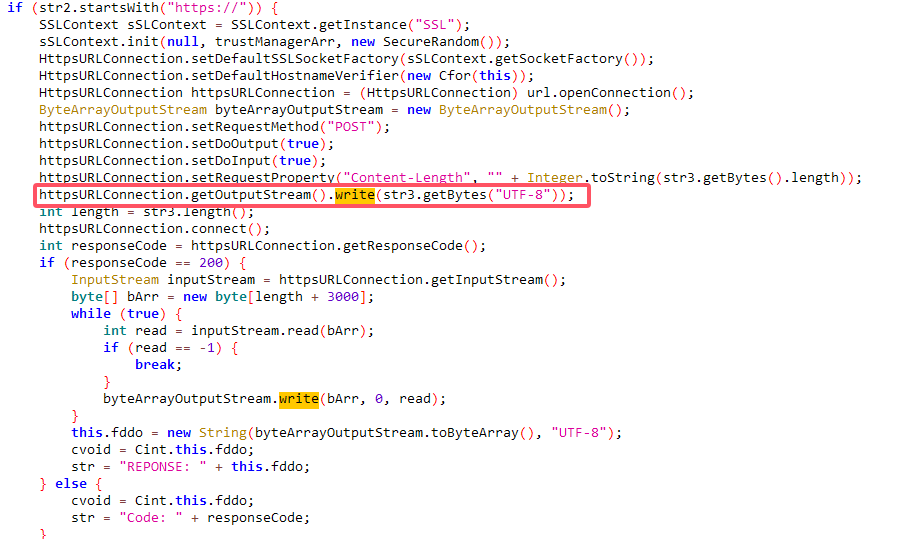 if (str2.startsWith("https://")) {
SSLContext sSLContext = SSLContext.getInstance("SSL");
sSLContext.init(null, trustManagerArr, new SecureRandom());
HttpsURLConnection.setDefaultSSLSocketFactory(sSLContext.getSocketFactory());
HttpsURLConnection.setDefaultHostnameVerifier(new Cfor(this));
HttpsURLConnection httpsURLConnection = (HttpsURLConnection) url.openConnection();
ByteArrayOutputStream byteArrayOutputStream = new ByteArrayOutputStream();
httpsURLConnection.setRequestMethod("POST");
httpsURLConnection.setDoOutput(true);
httpsURLConnection.setDoInput(true);
httpsURLConnection.setRequestProperty("Content-Length", "" + Integer.toString(str3.getBytes().length));
httpsURLConnection.getOutputStream().write(str3.getBytes("UTF-8"));
int length = str3.length();
httpsURLConnection.connect();
int responseCode = httpsURLConnection.getResponseCode();
if (responseCode == 200) {
InputStream inputStream = httpsURLConnection.getInputStream();
byte[] bArr = new byte[length + 3000];
while (true) {
int read = inputStream.read(bArr);
if (read == -1) {
break;
}
byteArrayOutputStream.write(bArr, 0, read);
}
this.fddo = new String(byteArrayOutputStream.toByteArray(), "UTF-8");
cvoid = Cint.this.fddo;
str = "REPONSE: " + this.fddo;
} else {
cvoid = Cint.this.fddo;
str = "Code: " + responseCode;
}